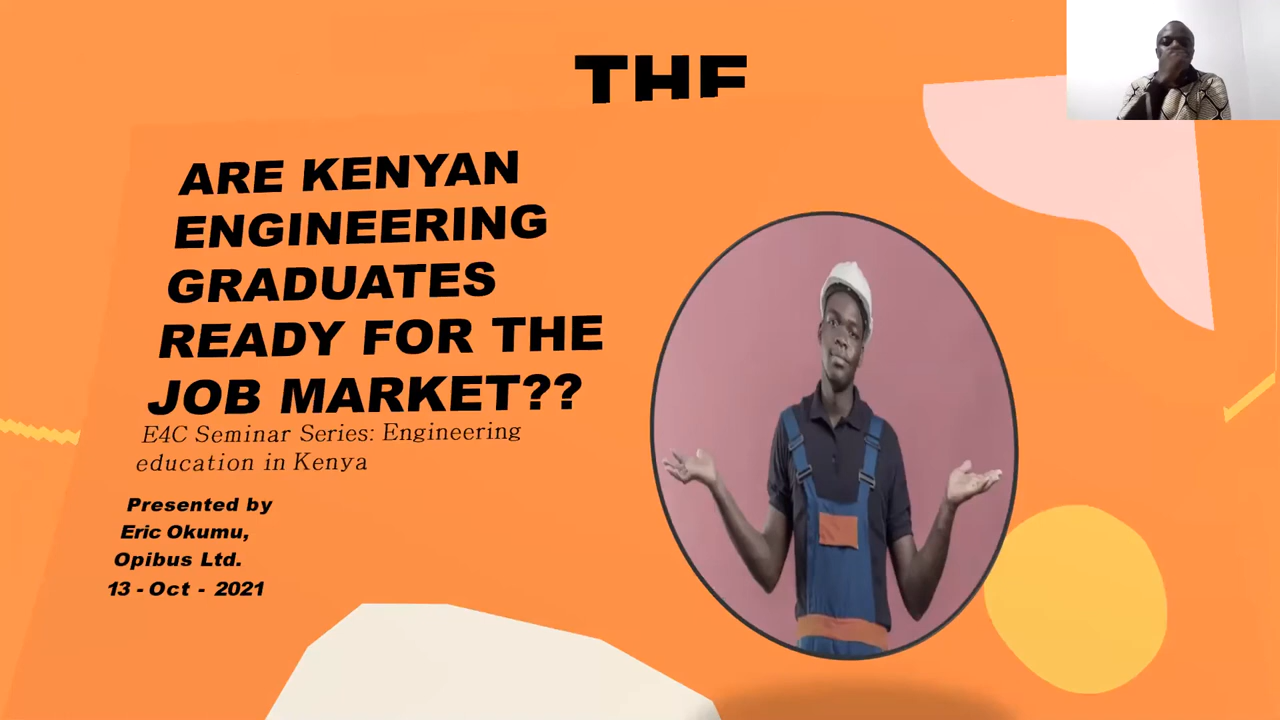 THE
ARE KENYAN
ENGINEERING
GRADUATES
READY FOR THE
JOB MARKET??
E4C Seminar Series: Engineering
education in Kenya
Presented by
Eric Okumu,
Opibus Ltd.
13 - Oct - 2021